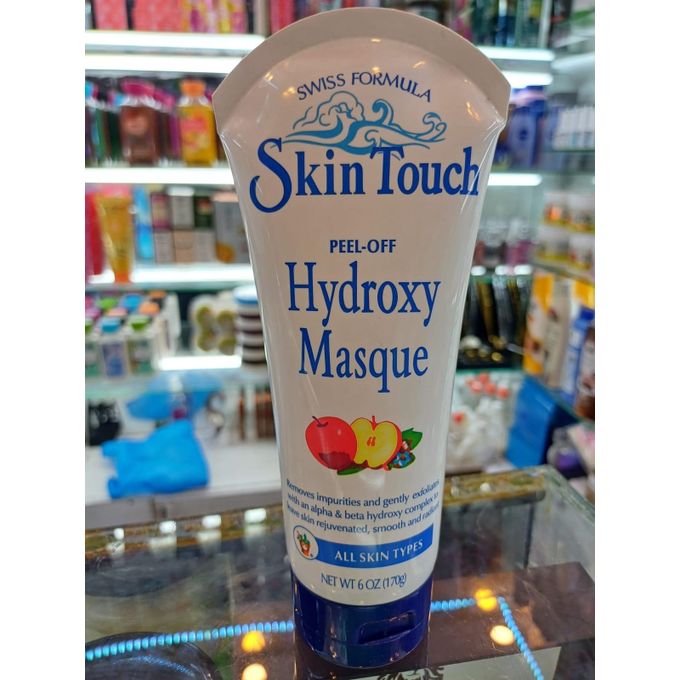 SWISS FORMULA
Skin Touch
PEEL-OFF
Hydroxy
Masque
Removes impurities and gently exfoliates
with an alpha & beta hydroxy complex to
leave skin rejuvenated, smooth and radiant
ALL SKIN TYPES
NET WT 6 OZ (170g)